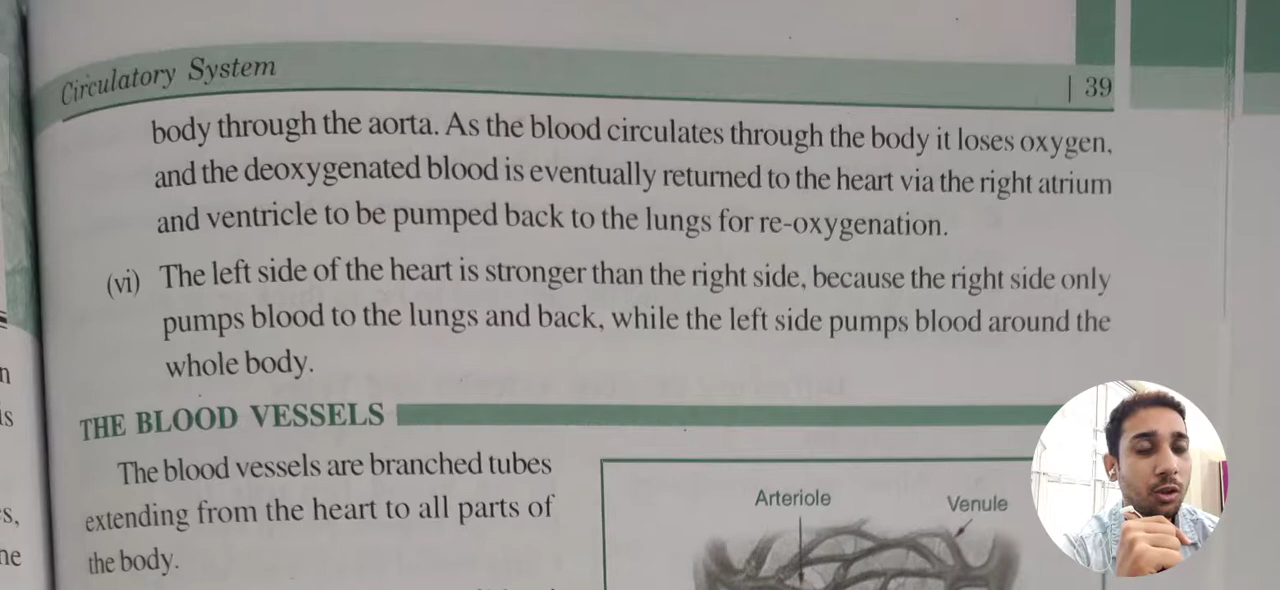 Circulatory System | 39
body through the aorta. As the blood circulates through the body it loses oxygen,
and the deoxygenated blood is eventually returned to the heart via the right atrium
and ventricle to be pumped back to the lungs for re-oxygenation.
(vi) The left side of the heart is stronger than the right side, because the right side only
pumps blood to the lungs and back, while the left side pumps blood around the
whole body.
THE BLOOD VESSELS
The blood vessels are branched tubes
extending from the heart to all parts of
the body.
Arteriole
Venule